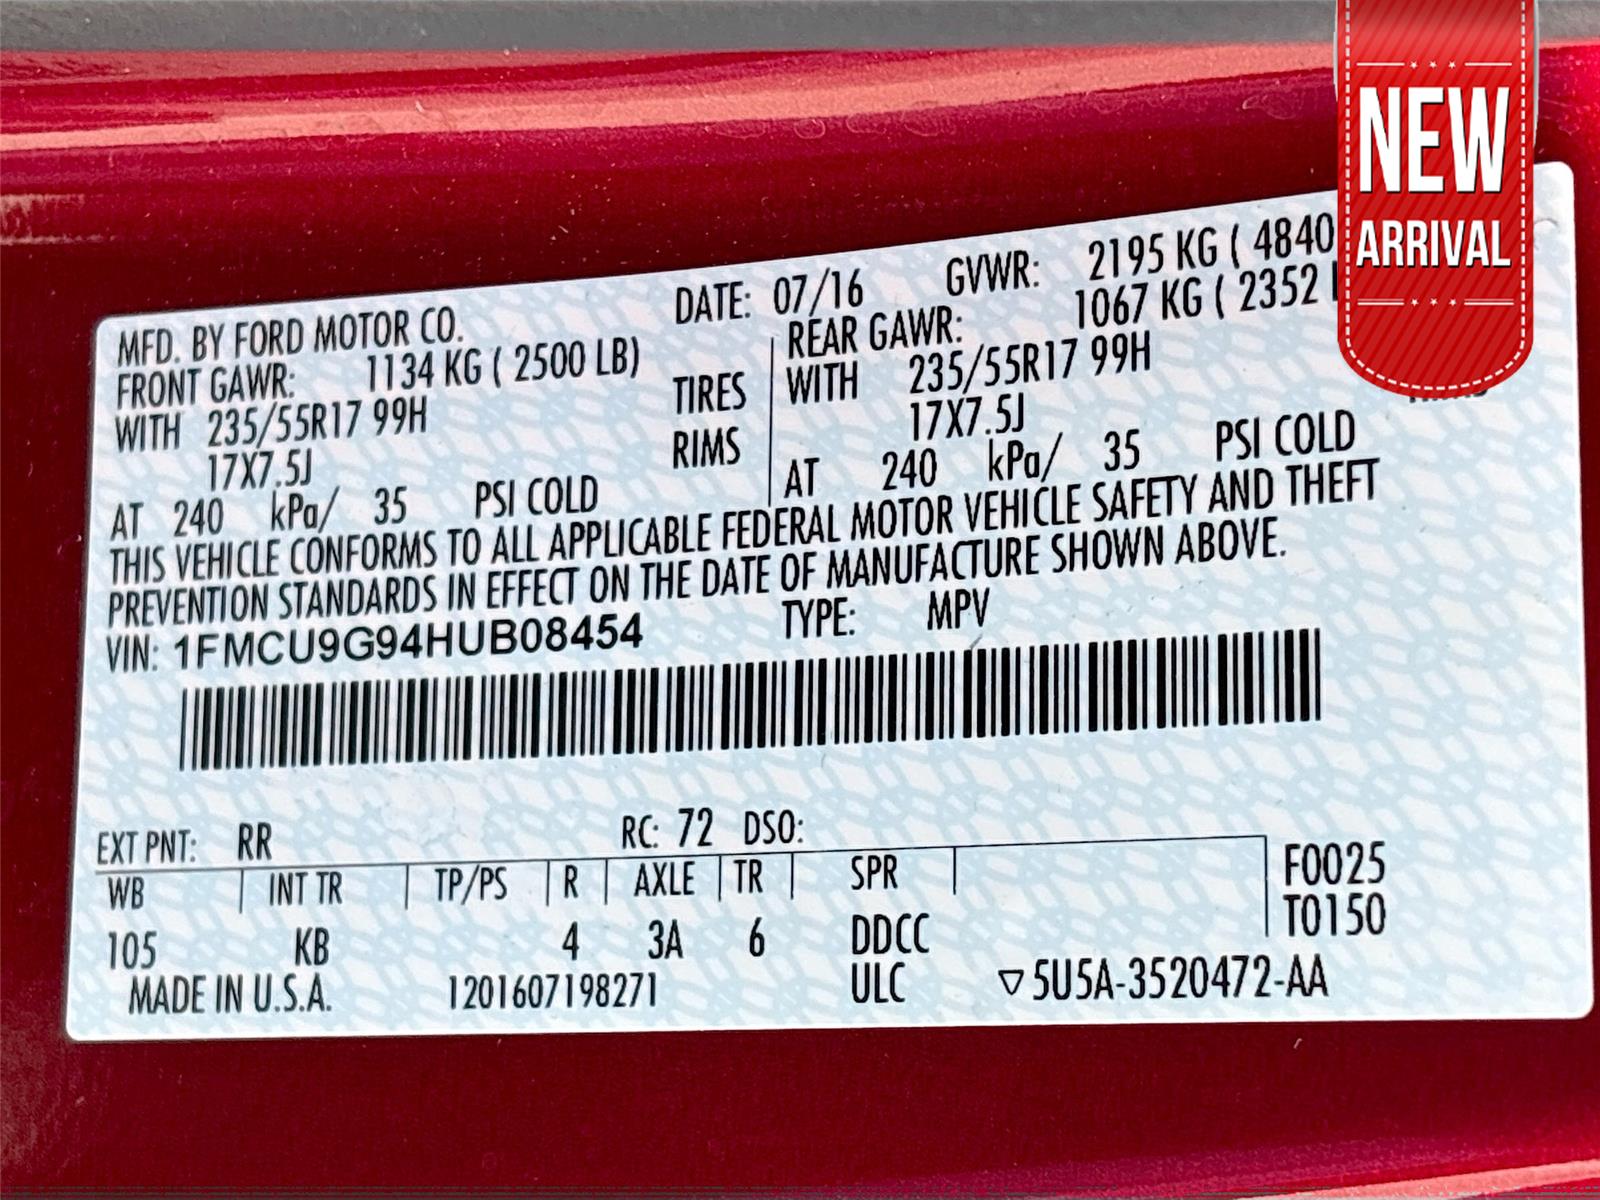 NEW
ARRIVAL
MFD. BY FORD MOTOR CO. DATE: 07/16 GVWR: 2195 KG ( 4840
FRONT GAWR: 1134 KG ( 2500 LB) REAR GAWR: 1067 KG ( 2352
WITH 235/55R17 99H TIRES WITH 235/55R17 99H
17X7.5J RIMS 17X7.5J
AT 240 kPa/ 35 PSI COLD AT 240 kPa/ 35 PSI COLD
THIS VEHICLE CONFORMS TO ALL APPLICABLE FEDERAL MOTOR VEHICLE SAFETY AND THEFT
PREVENTION STANDARDS IN EFFECT ON THE DATE OF MANUFACTURE SHOWN ABOVE.
VIN: 1FMCU9G94HUB08454 TYPE: MPV
EXT PNT: RR RC: 72 DSO:
WB INT TR TP/PS R AXLE TR SPR F0025
105 KB 4 3A 6 DDCC T0150
MADE IN U.S.A. 1201607198271 ULC ▽5U5A-3520472-AA